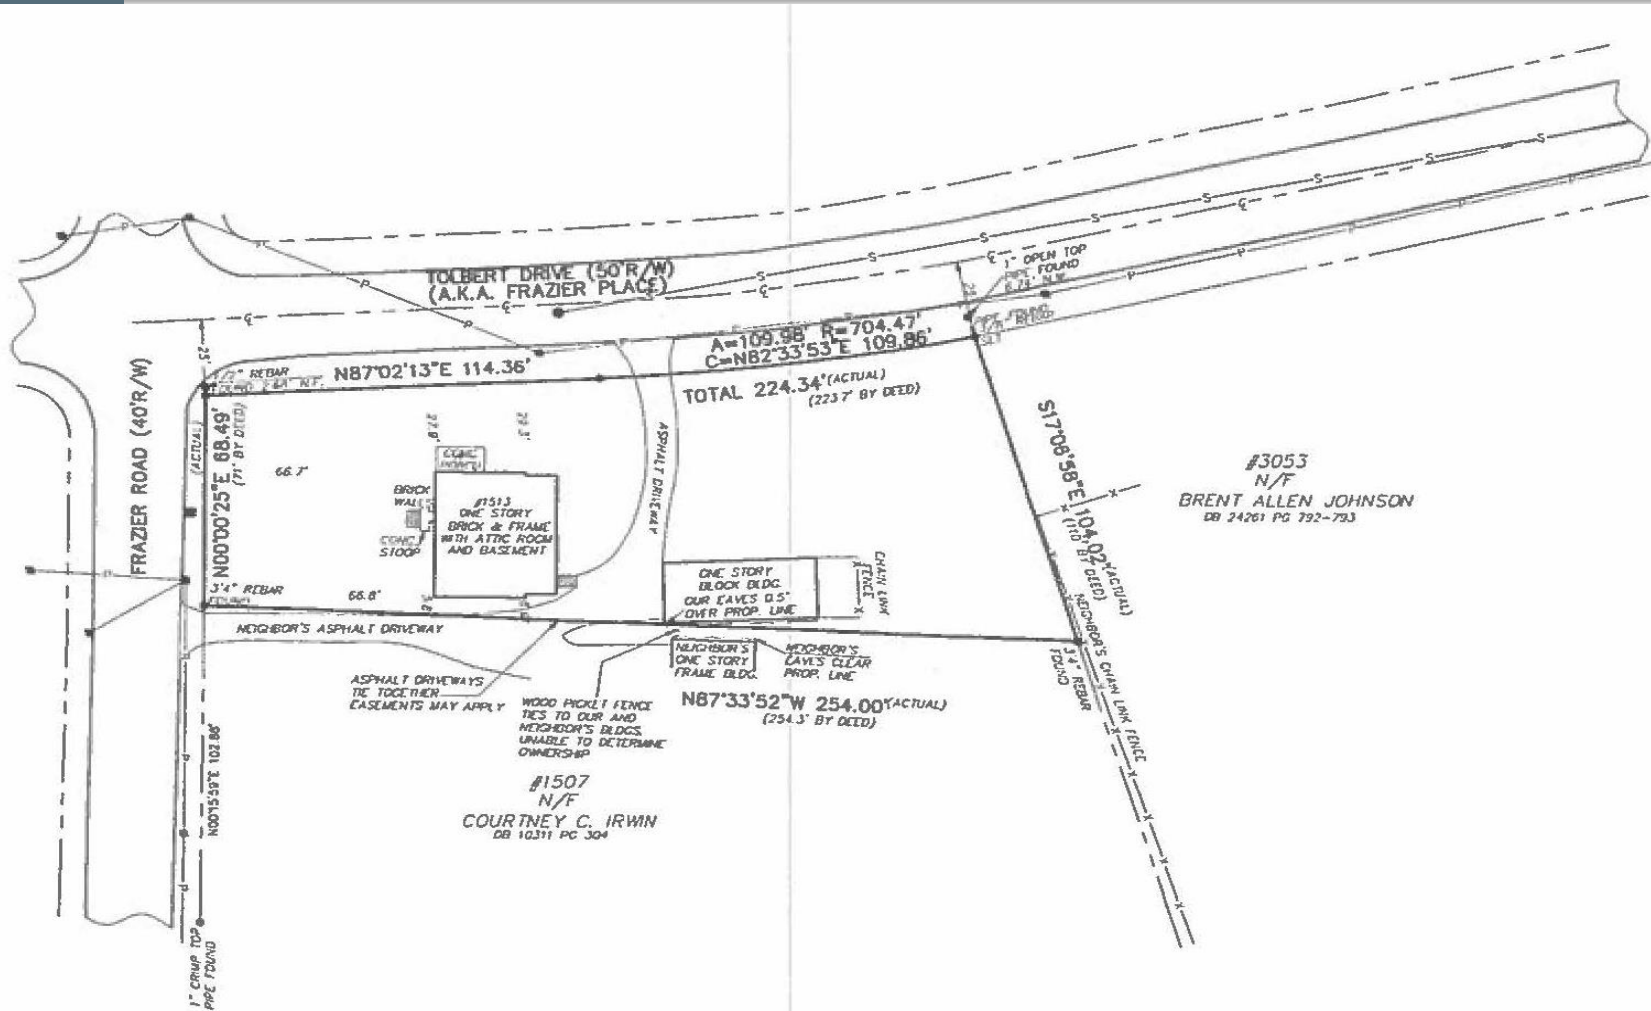 TOLBERT DRIVE (50'R/W)
(A.K.A. FRAZIER PLACE)
1" OPEN TOP
PIPE FOUND
A=109.98' R=704.47'
C=N82°33'53"E 109.86'
TOTAL 224.34'(ACTUAL)
(223.7' BY DEED)
N87°02'13"E 114.36'
1/2" REBAR
25'
FRAZIER ROAD (40'R/W)
(ACTUAL)
N00°00'25"E 68.49'
(71' BY DEED)
3/4" REBAR
FOUND
66.7'
66.8'
CONC
PORCH
BRICK
WALL
CONC
STOOP
#1513
ONE STORY
BRICK & FRAME
WITH ATTIC ROOM
AND BASEMENT
ASPHALT DRIVEWAY
ONE STORY
BLOCK BLDG.
OUR EAVES 0.5'
OVER PROP. LINE
CHAIN LINK
FENCE
S17°08'58"E 104.02'(ACTUAL)
(110' BY DEED)
#3053
N/F
BRENT ALLEN JOHNSON
DB 24261 PG 792-793
NEIGHBOR'S ASPHALT DRIVEWAY
ASPHALT DRIVEWAYS
TIE TOGETHER
EASEMENTS MAY APPLY
WOOD PICKET FENCE
TIES TO OUR AND
NEIGHBOR'S BLDGS.
UNABLE TO DETERMINE
OWNERSHIP
NEIGHBOR'S
ONE STORY
FRAME BLDG.
NEIGHBOR'S
EAVES CLEAR
PROP. LINE
N87°33'52"W 254.00'(ACTUAL)
(254.3' BY DEED)
3/4" REBAR
FOUND
NEIGHBOR'S CHAIN LINK FENCE
#1507
N/F
COURTNEY C. IRWIN
DB 10311 PG 304
N00°15'59"E 102.88'
1" CRIMP TOP
PIPE FOUND